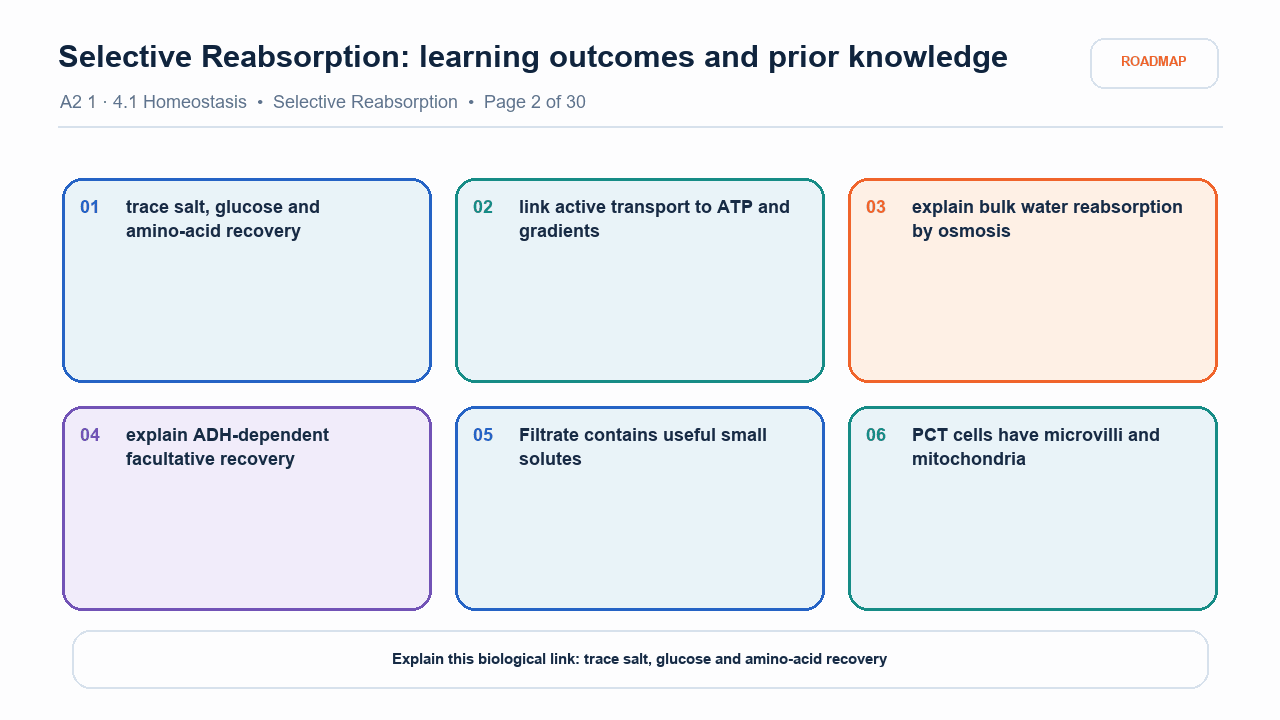 Selective Reabsorption: learning outcomes and prior knowledge
ROADMAP
A2 1 · 4.1 Homeostasis • Selective Reabsorption • Page 2 of 30
01 trace salt, glucose and
amino-acid recovery
02 link active transport to ATP and
gradients
03 explain bulk water reabsorption
by osmosis
04 explain ADH-dependent
facultative recovery
05 Filtrate contains useful small
solutes
06 PCT cells have microvilli and
mitochondria
Explain this biological link: trace salt, glucose and amino-acid recovery